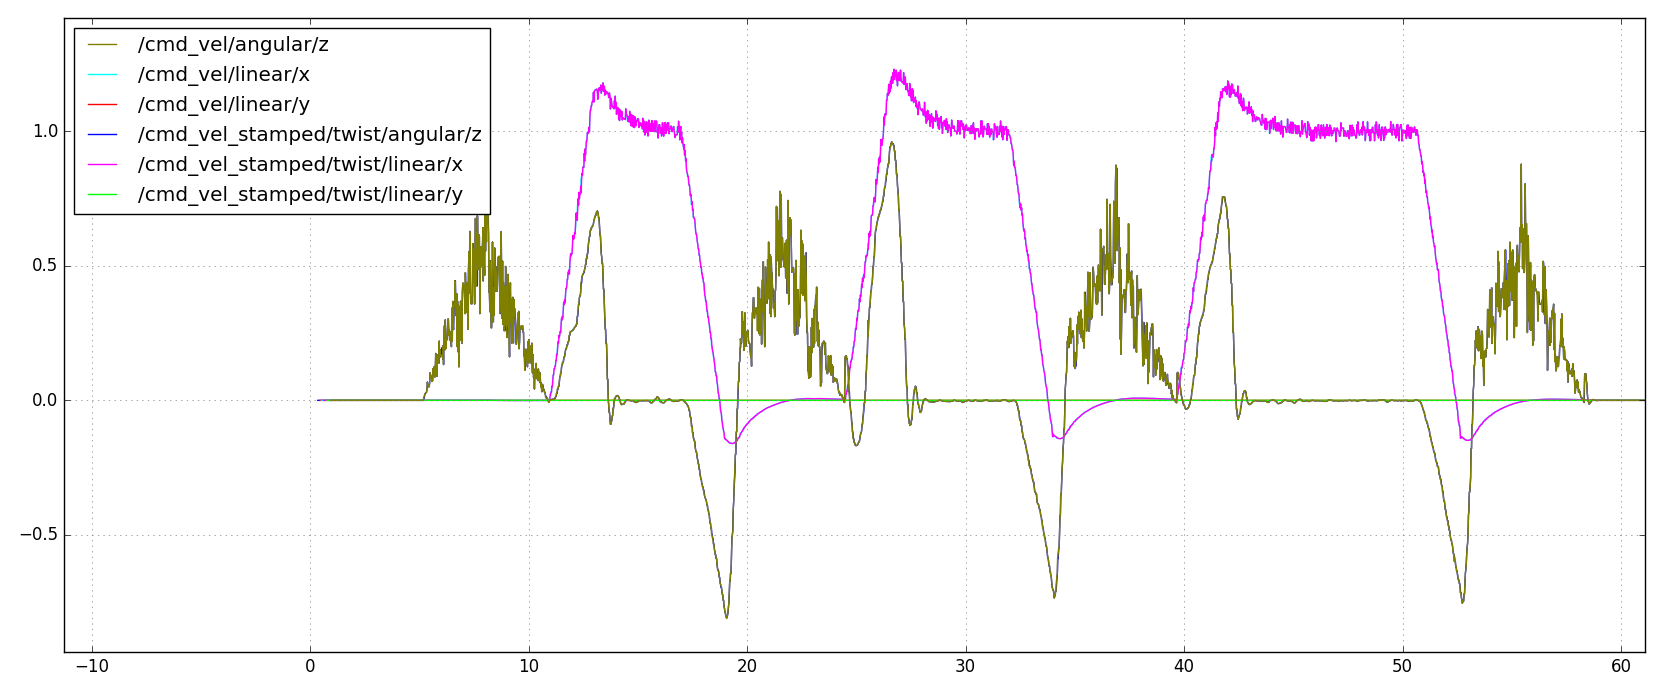 /cmd_vel/angular/z
/cmd_vel/linear/x
/cmd_vel/linear/y
/cmd_vel_stamped/twist/angular/z
/cmd_vel_stamped/twist/linear/x
/cmd_vel_stamped/twist/linear/y
1.0
0.5
0.0
−0.5
−10 0 10 20 30 40 50 60